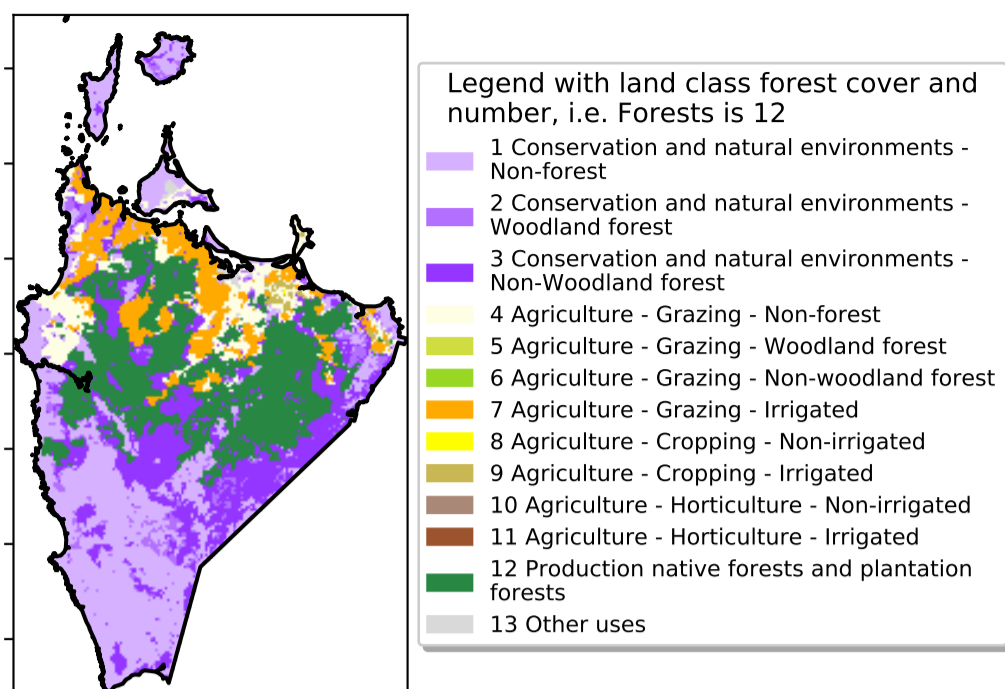 Legend with land class forest cover and
number, i.e. Forests is 12
1 Conservation and natural environments -
Non-forest
2 Conservation and natural environments -
Woodland forest
3 Conservation and natural environments -
Non-Woodland forest
4 Agriculture - Grazing - Non-forest
5 Agriculture - Grazing - Woodland forest
6 Agriculture - Grazing - Non-woodland forest
7 Agriculture - Grazing - Irrigated
8 Agriculture - Cropping - Non-irrigated
9 Agriculture - Cropping - Irrigated
10 Agriculture - Horticulture - Non-irrigated
11 Agriculture - Horticulture - Irrigated
12 Production native forests and plantation
forests
13 Other uses